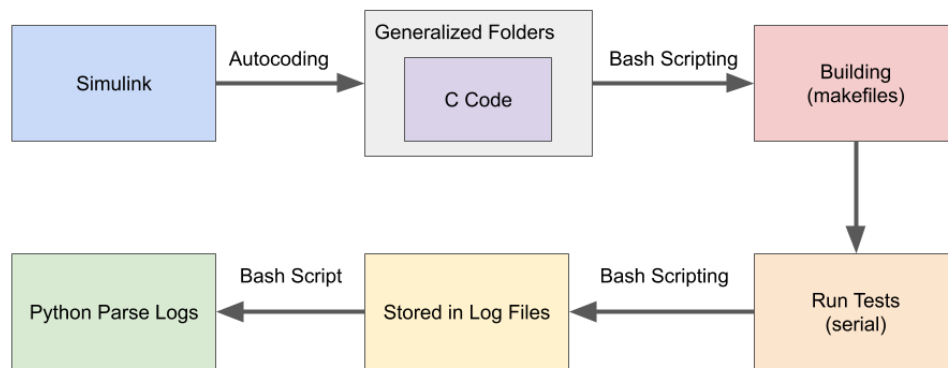 Simulink
Autocoding
Generalized Folders
C Code
Bash Scripting
Building
(makefiles)
Python Parse Logs
Bash Script
Stored in Log Files
Bash Scripting
Run Tests
(serial)